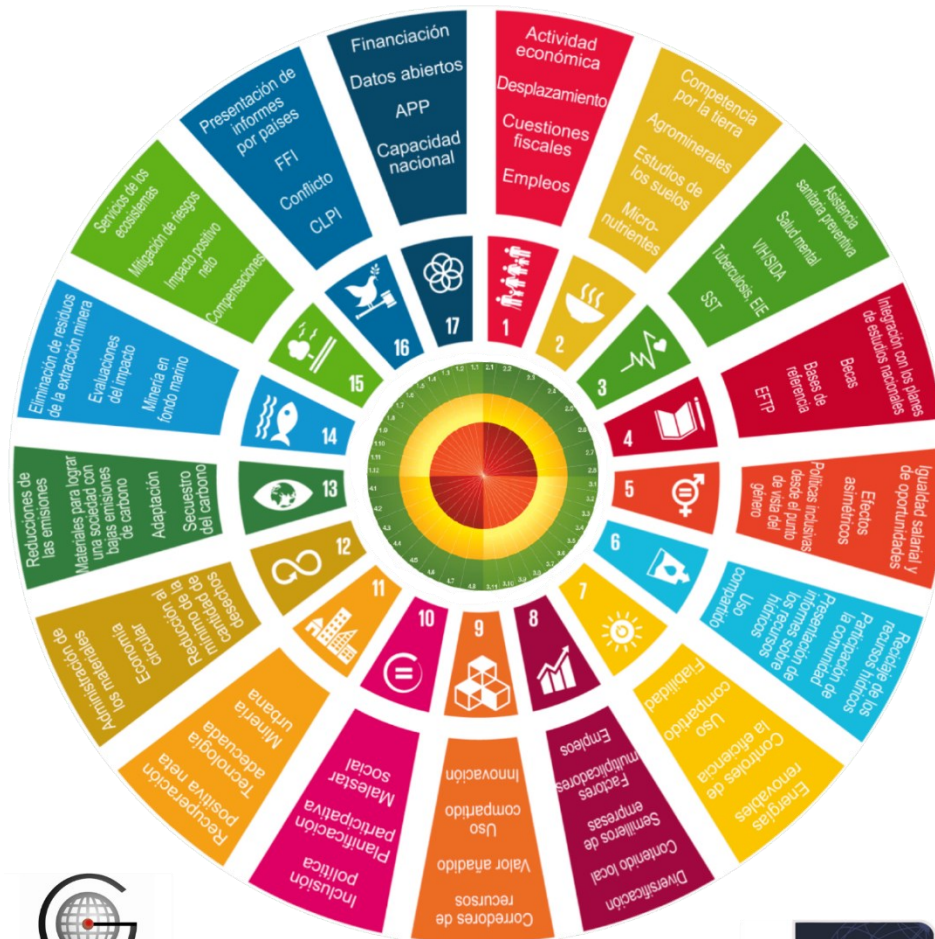 Actividad
económica
Desplazamiento
Cuestiones
fiscales
Empleos
1
Competencia
por la tierra
Agrominerales
Estudios de
los suelos
Micro-
nutrientes
2
Asistencia
sanitaria preventiva
Salud mental
VIH/SIDA
Tuberculosis, EIE
SST
3
Integración con los planes
de estudios nacionales
Becas
Bases de
referencia
EFTP
4
Igualdad salarial y
de oportunidades
Efectos
asimétricos
Políticas inclusivas
desde el punto
de vista del
género
5
Reciclaje de los
recursos hídricos
Participación de
la comunidad
Presentación de
informes sobre
los recursos
hídricos
Uso
compartido
6
Energías
renovables
Controles de
la eficiencia
Uso
compartido
Fiabilidad
7
Diversificación
Contenido local
Semilleros de
empresas
Factores
multiplicadores
Empleos
8
Corredores de
recursos
Valor añadido
Uso
compartido
Innovación
9
Inclusión
política
Planificación
participativa
Malestar
social
10
Recuperación
positiva neta
Tecnología
adecuada
Minería
urbana
11
Administración de
los materiales
Economía
circular
Reducción al
mínimo de la
cantidad de
desechos
12
Reducciones de
las emisiones
Materiales para lograr
una sociedad con
bajas emisiones
de carbono
Adaptación
Secuestro
del carbono
13
Eliminación de residuos
de la extracción minera
Evaluaciones
del impacto
Minería en
fondo marino
14
Servicios de los
ecosistemas
Mitigación de riesgos
Impacto positivo
neto
Compensaciones
15
Presentación de
informes
por países
FFI
Conflicto
CLPI
16
Financiación
Datos abiertos
APP
Capacidad
nacional
17